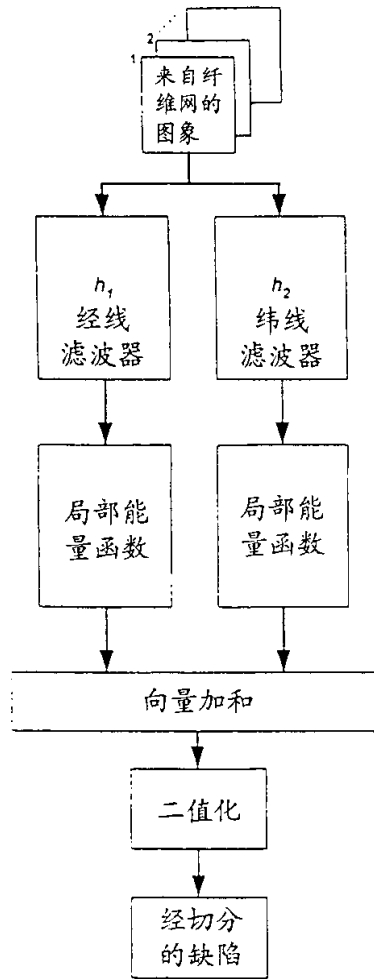 2
1
来自纤
维网的
图象
h₁
经线
滤波器
h₂
纬线
滤波器
局部能
量函数
局部能
量函数
向量加和
二值化
经切分
的缺陷